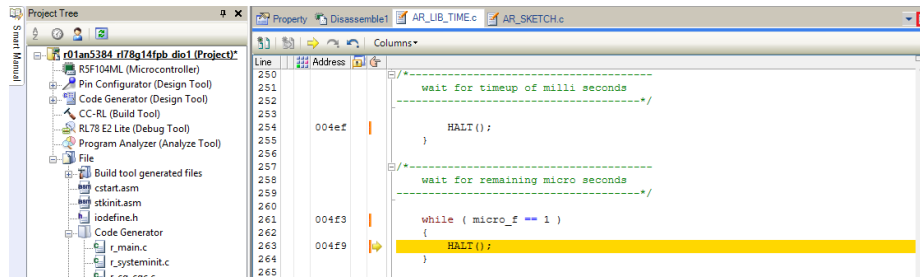 Smart Manual
Project Tree
r01an5384_rl78g14fpb_dio1 (Project)*
R5F104ML (Microcontroller)
Pin Configurator (Design Tool)
Code Generator (Design Tool)
CC-RL (Build Tool)
RL78 E2 Lite (Debug Tool)
Program Analyzer (Analyze Tool)
File
Build tool generated files
cstart.asm
stkinit.asm
iodefine.h
Code Generator
r_main.c
r_systeminit.c
Property Disassemble1 AR_LIB_TIME.c AR_SKETCH.c
Columns
Line Address
250 /*---------------------------------------
251 wait for timeup of milli seconds
252 ---------------------------------------*/
253
254 004ef HALT();
255 }
256
257 /*---------------------------------------
258 wait for remaining micro seconds
259 ---------------------------------------*/
260
261 004f3 while ( micro_f == 1 )
262 {
263 004f9 HALT();
264 }
265